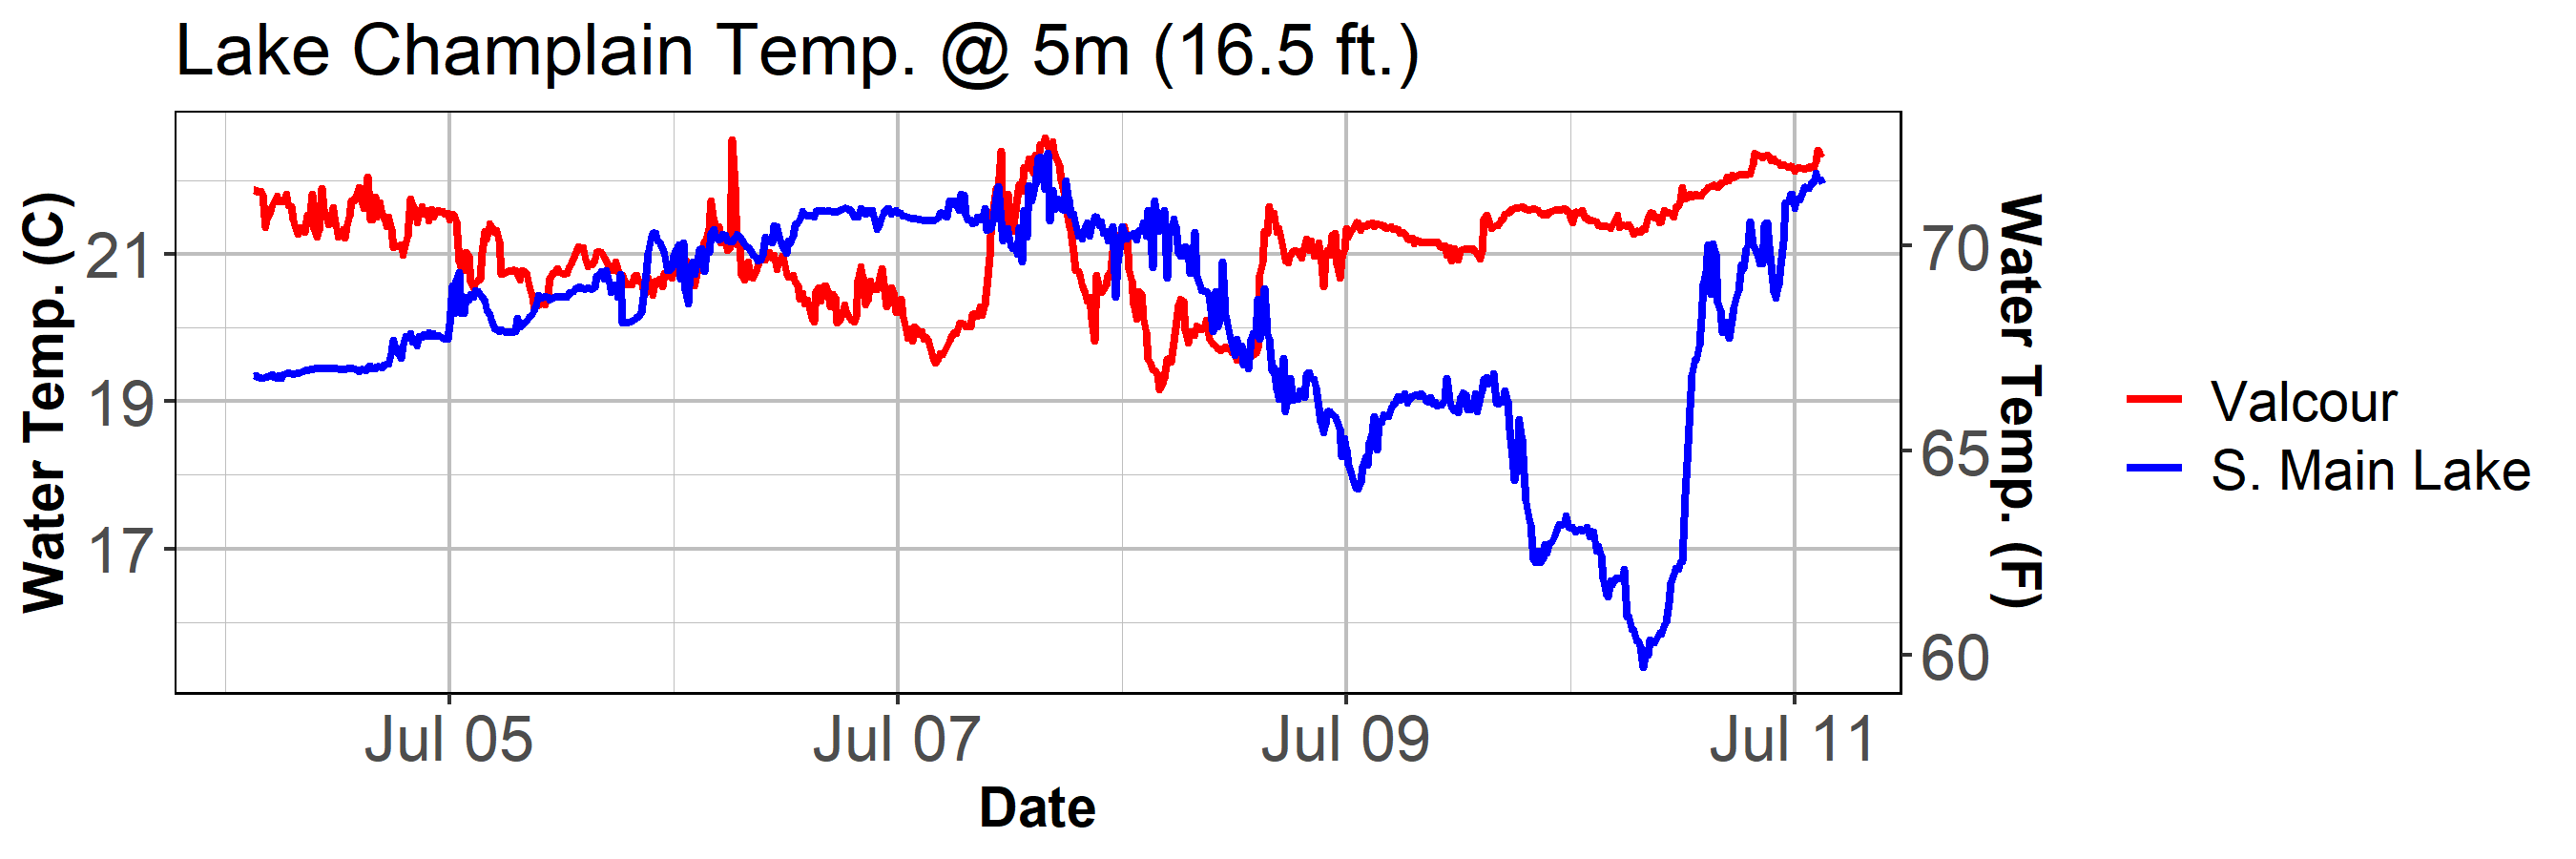 Lake Champlain Temp. @ 5m (16.5 ft.)
Water Temp. (C)
21
19
17
70
65
60
Water Temp. (F)
Jul 05 Jul 07 Jul 09 Jul 11
Date
Valcour
S. Main Lake